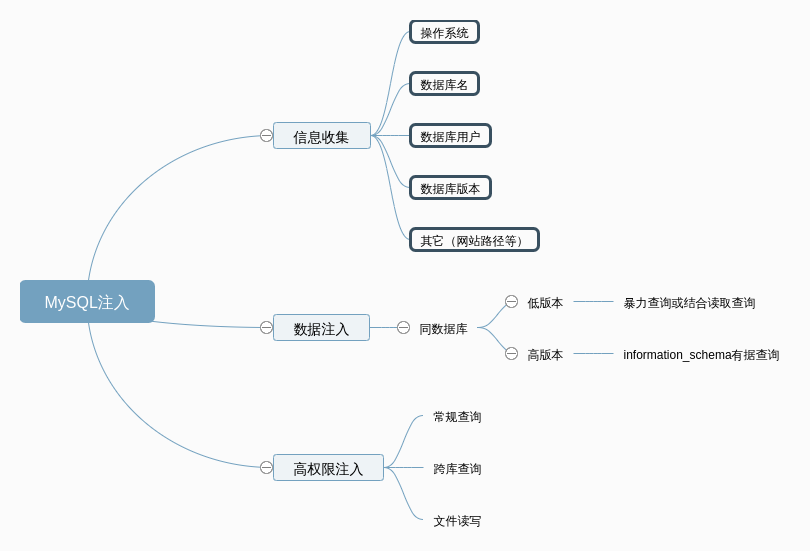 操作系统
数据库名
信息收集
数据库用户
数据库版本
其它（网站路径等）
MySQL注入
数据注入
同数据库
低版本
暴力查询或结合读取查询
高版本
information_schema有据查询
高权限注入
常规查询
跨库查询
文件读写